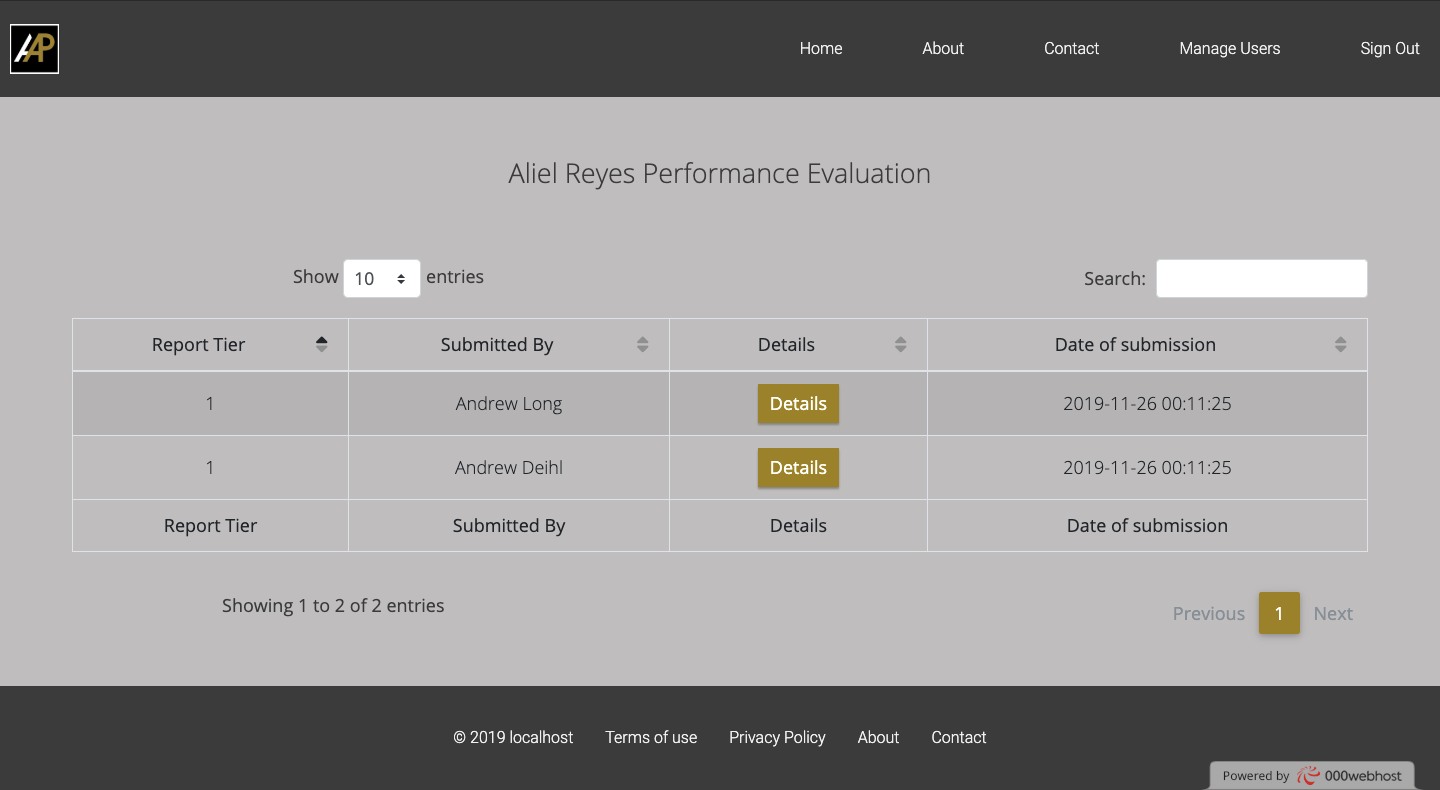 AAP
Home About Contact Manage Users Sign Out
Aliel Reyes Performance Evaluation
Show 10 entries Search:
Report Tier Submitted By Details Date of submission
1 Andrew Long Details 2019-11-26 00:11:25
1 Andrew Deihl Details 2019-11-26 00:11:25
Report Tier Submitted By Details Date of submission
Showing 1 to 2 of 2 entries Previous 1 Next
© 2019 localhost Terms of use Privacy Policy About Contact
Powered by 000webhost